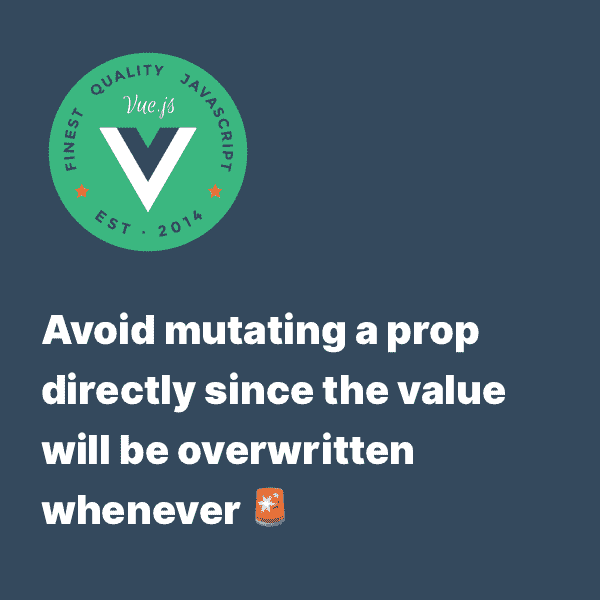 FINEST QUALITY JAVASCRIPT
Vue.js
EST · 2014
Avoid mutating a prop
directly since the value
will be overwritten
whenever 🚨